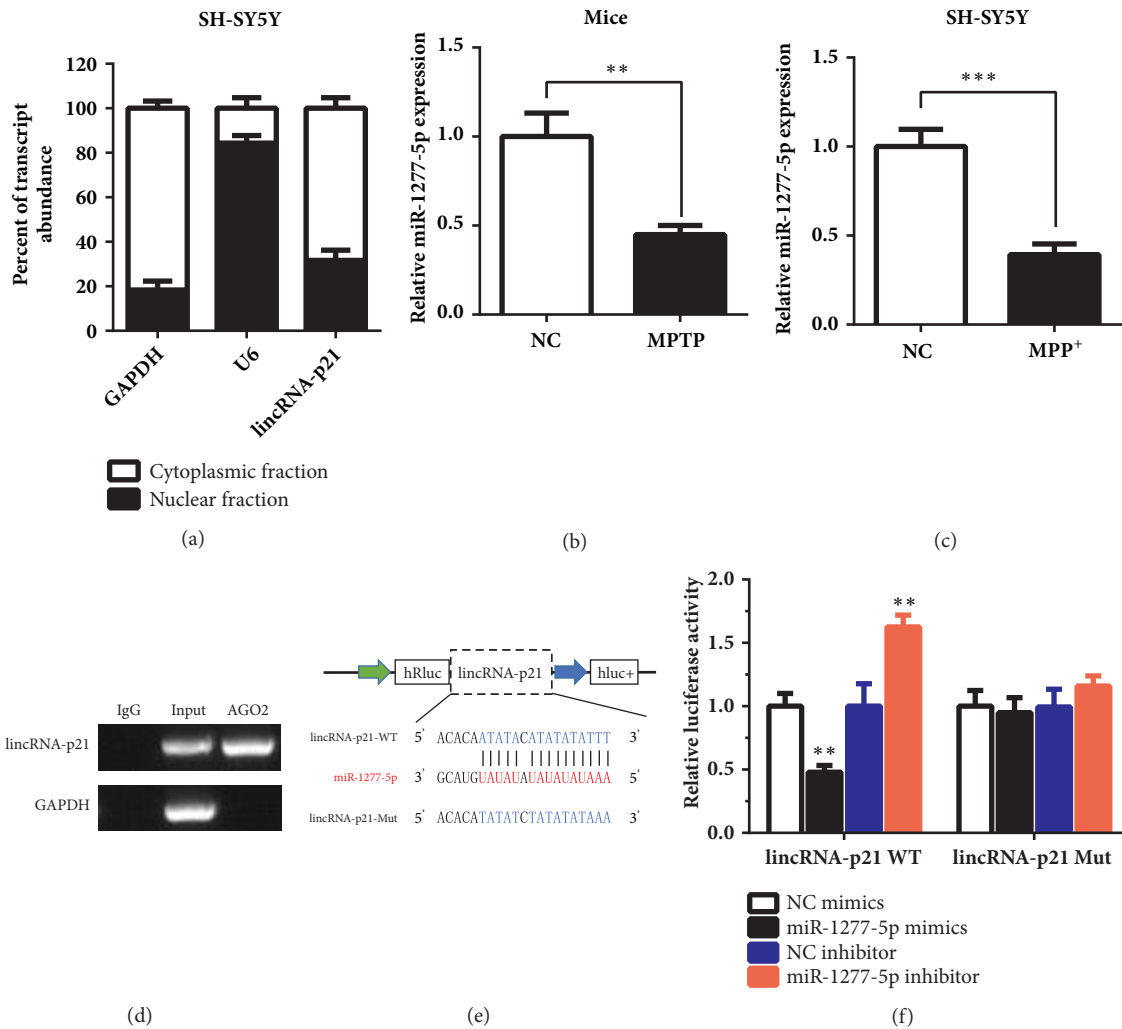 SH-SY5Y
Percent of transcript
abundance
120
100
80
60
40
20
0
GAPDH
U6
lincRNA-p21
Cytoplasmic fraction
Nuclear fraction
(a)
Mice
Relative miR-1277-5p expression
1.5
1.0
0.5
0.0
**
NC
MPTP
(b)
SH-SY5Y
Relative miR-1277-5p expression
1.5
1.0
0.5
0.0
***
NC
MPP+
(c)
IgG Input AGO2
lincRNA-p21
GAPDH
(d)
hRluc lincRNA-p21 hluc+
lincRNA-p21-WT 5' ACACAATATACATATATATTT 3'
miR-1277-5p 3' GCAUGUAUAUAUAUAUAUAAA 5'
lincRNA-p21-Mut 5' ACACATATATCTATATATAAA 3'
(e)
Relative luciferase activity
2.0
1.5
1.0
0.5
0.0
**
**
lincRNA-p21 WT lincRNA-p21 Mut
NC mimics
miR-1277-5p mimics
NC inhibitor
miR-1277-5p inhibitor
(f)